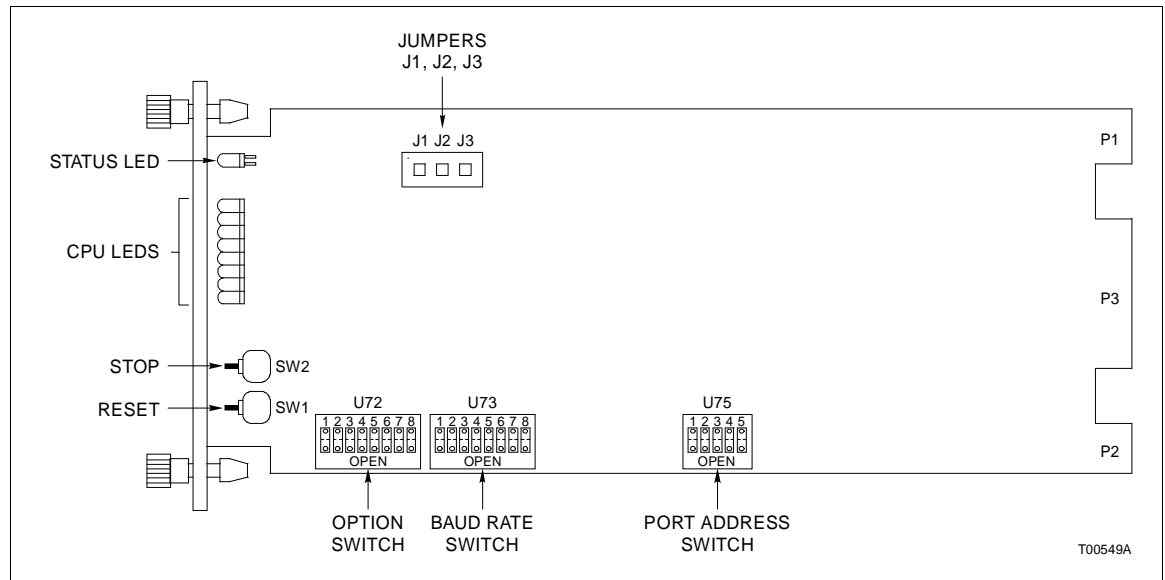 JUMPERS
J1, J2, J3
J1 J2 J3
P1
STATUS LED
CPU LEDS
P3
STOP
SW2
RESET
SW1
U72
U73
U75
1 2 3 4 5 6 7 8
1 2 3 4 5 6 7 8
1 2 3 4 5
OPEN
OPEN
OPEN
P2
OPTION
SWITCH
BAUD RATE
SWITCH
PORT ADDRESS
SWITCH
T00549A